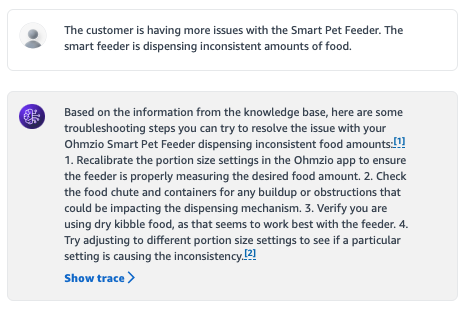 The customer is having more issues with the Smart Pet Feeder. The
smart feeder is dispensing inconsistent amounts of food.
Based on the information from the knowledge base, here are some
troubleshooting steps you can try to resolve the issue with your
Ohmzio Smart Pet Feeder dispensing inconsistent food amounts:[1]
1. Recalibrate the portion size settings in the Ohmzio app to ensure
the feeder is properly measuring the desired food amount. 2. Check
the food chute and containers for any buildup or obstructions that
could be impacting the dispensing mechanism. 3. Verify you are
using dry kibble food, as that seems to work best with the feeder. 4.
Try adjusting to different portion size settings to see if a particular
setting is causing the inconsistency.[2]
Show trace